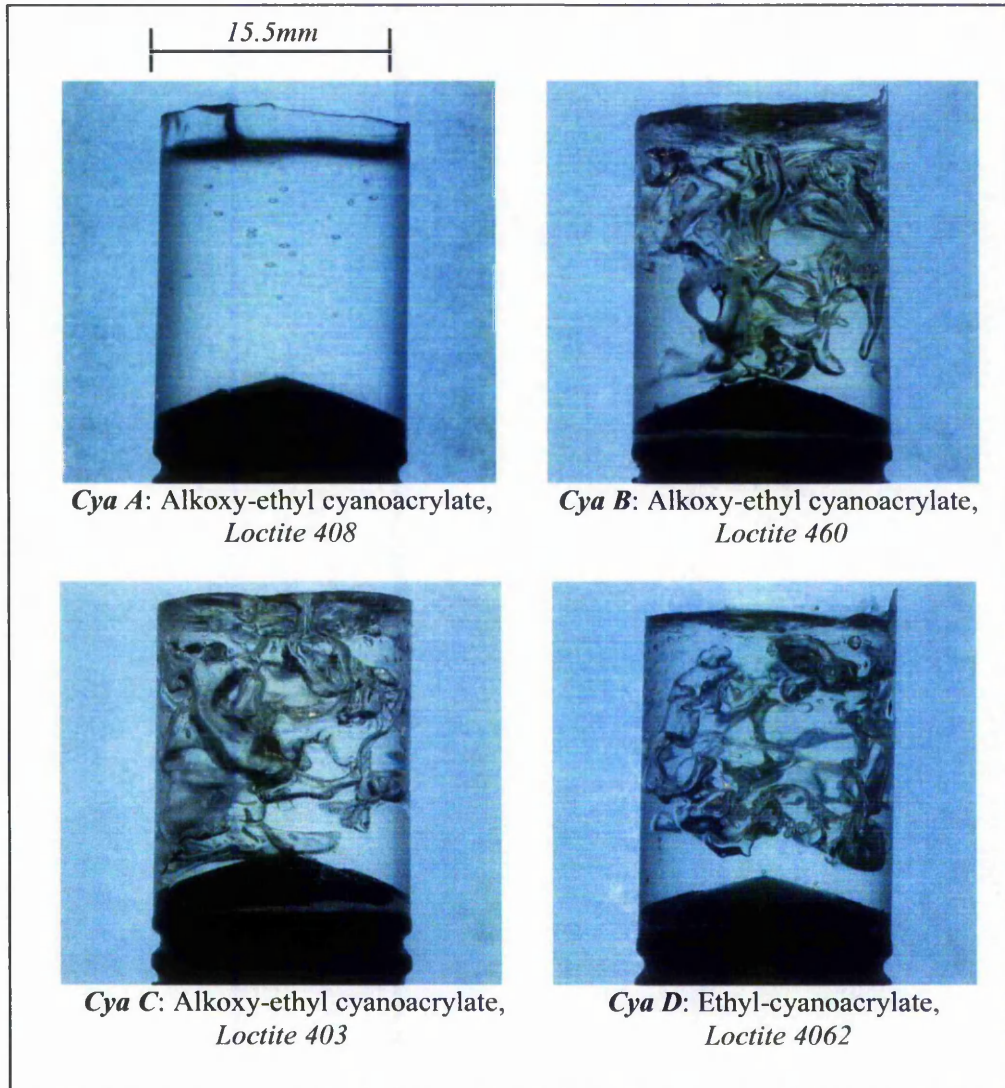 15.5mm
Cya A: Alkoxy-ethyl cyanoacrylate,
Loctite 408
Cya B: Alkoxy-ethyl cyanoacrylate,
Loctite 460
Cya C: Alkoxy-ethyl cyanoacrylate,
Loctite 403
Cya D: Ethyl-cyanoacrylate,
Loctite 4062